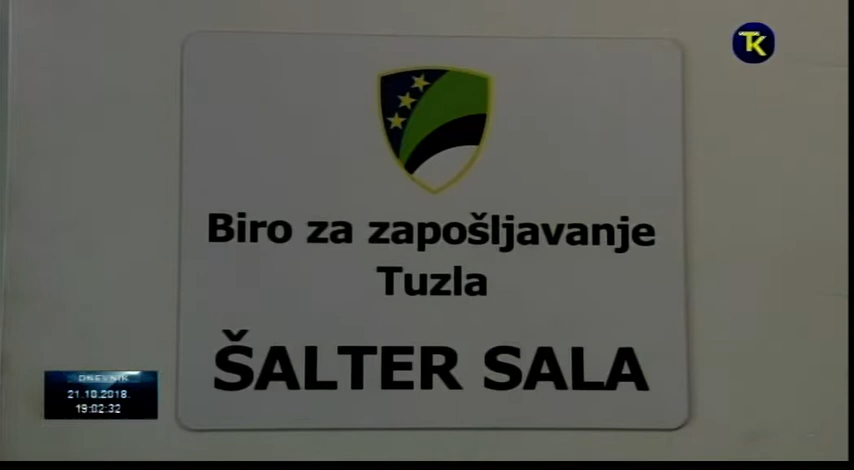 TK
Biro za zapošljavanje
Tuzla
ŠALTER SALA
DNEVNIK
21.10.2018.
19:02:32